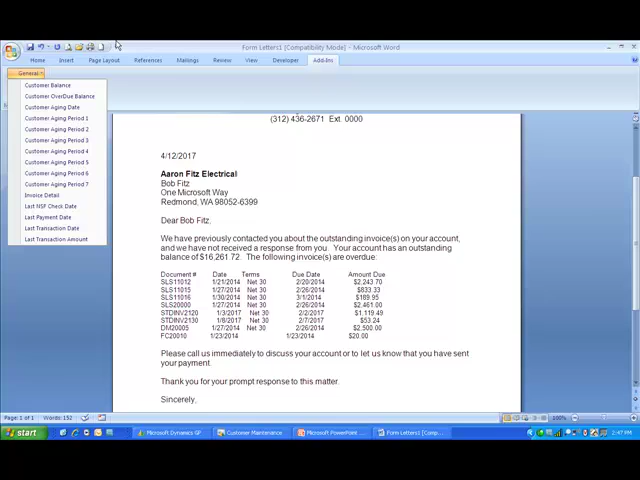 Form Letters1 [Compatibility Mode] - Microsoft Word
Home Insert Page Layout References Mailings Review View Developer Add-Ins
General
Customer Balance
Customer OverDue Balance
Customer Aging Date
Customer Aging Period 1
Customer Aging Period 2
Customer Aging Period 3
Customer Aging Period 4
Customer Aging Period 5
Customer Aging Period 6
Customer Aging Period 7
Invoice Detail
Last NSF Check Date
Last Payment Date
Last Transaction Date
Last Transaction Amount
(312) 436-2671 Ext. 0000
4/12/2017
Aaron Fitz Electrical
Bob Fitz
One Microsoft Way
Redmond, WA 98052-6399
Dear Bob Fitz,
We have previously contacted you about the outstanding invoice(s) on your account,
and we have not received a response from you. Your account has an outstanding
balance of $16,261.72. The following invoice(s) are overdue:
Document # Date Terms Due Date Amount Due
SLS11012 1/21/2014 Net 30 2/20/2014 $2,243.70
SLS11015 1/27/2014 Net 30 2/26/2014 $833.33
SLS11016 1/30/2014 Net 30 3/1/2014 $189.95
SLS20000 1/27/2014 Net 30 2/26/2014 $2,461.00
STDINV2120 1/3/2017 Net 30 2/2/2017 $1,119.49
STDINV2130 1/8/2017 Net 30 2/7/2017 $53.24
DM20005 1/27/2014 Net 30 2/26/2014 $2,500.00
FC20010 1/23/2014 1/23/2014 $20.00
Please call us immediately to discuss your account or to let us know that you have sent
your payment.
Thank you for your prompt response to this matter.
Sincerely,
Page: 1 of 1 Words: 152 100%
start Microsoft Dynamics GP Customer Maintenance Microsoft PowerPoint ... Form Letters1 [Comp... 2:47 PM